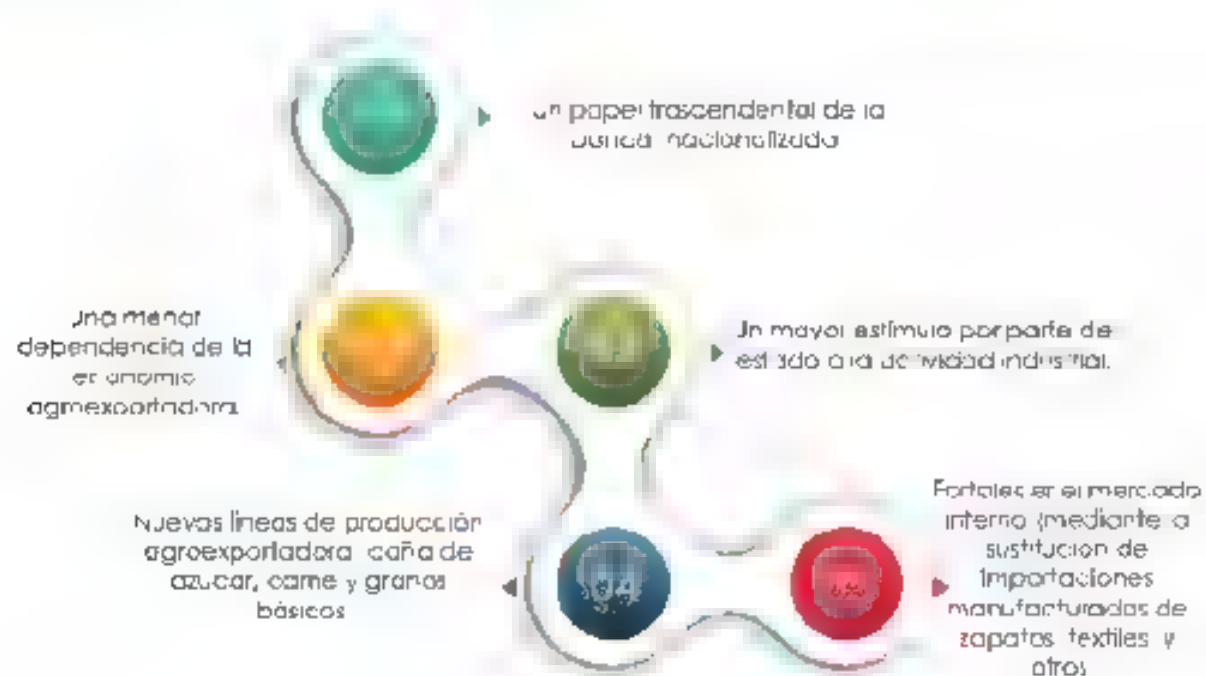 Un papel trascendental de la
banca nacionalizada
Una menor
dependencia de la
economía
agroexportadora.
Un mayor estímulo por parte de
estado a la actividad industrial.
Nuevas líneas de producción
agroexportadora caña de
azúcar, carne y granos
básicos
Fortalecer el mercado
interno (mediante la
sustitución de
importaciones
manufacturadas de
zapatos, textiles y
otros